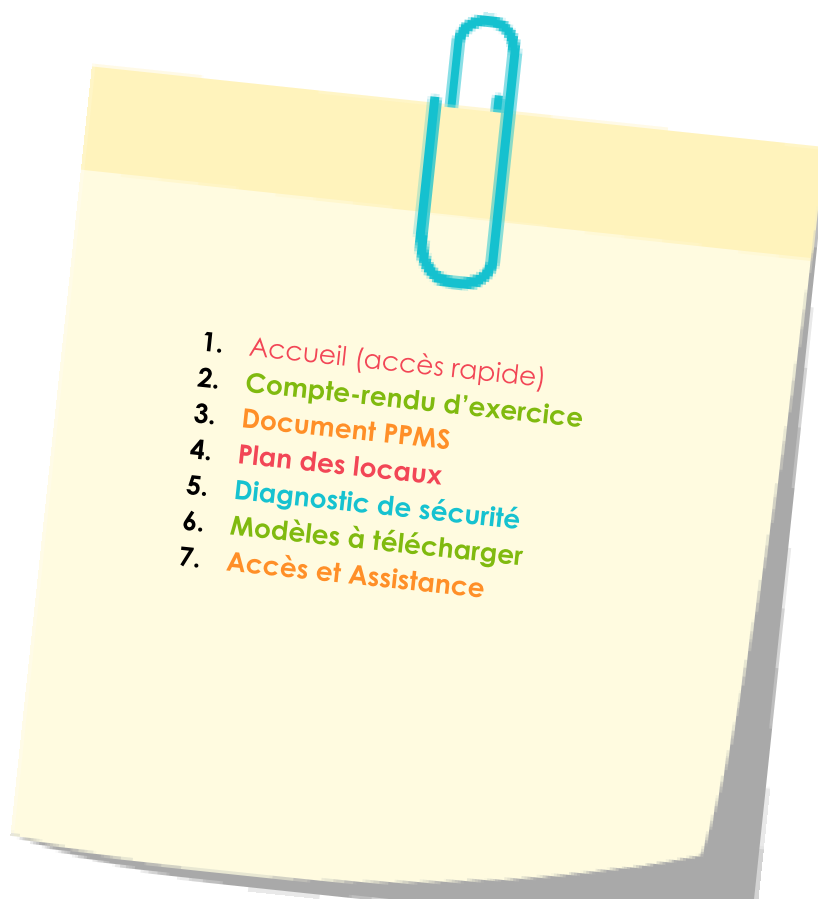 1. Accueil (accès rapide)
2. Compte-rendu d’exercice
3. Document PPMS
4. Plan des locaux
5. Diagnostic de sécurité
6. Modèles à télécharger
7. Accès et Assistance